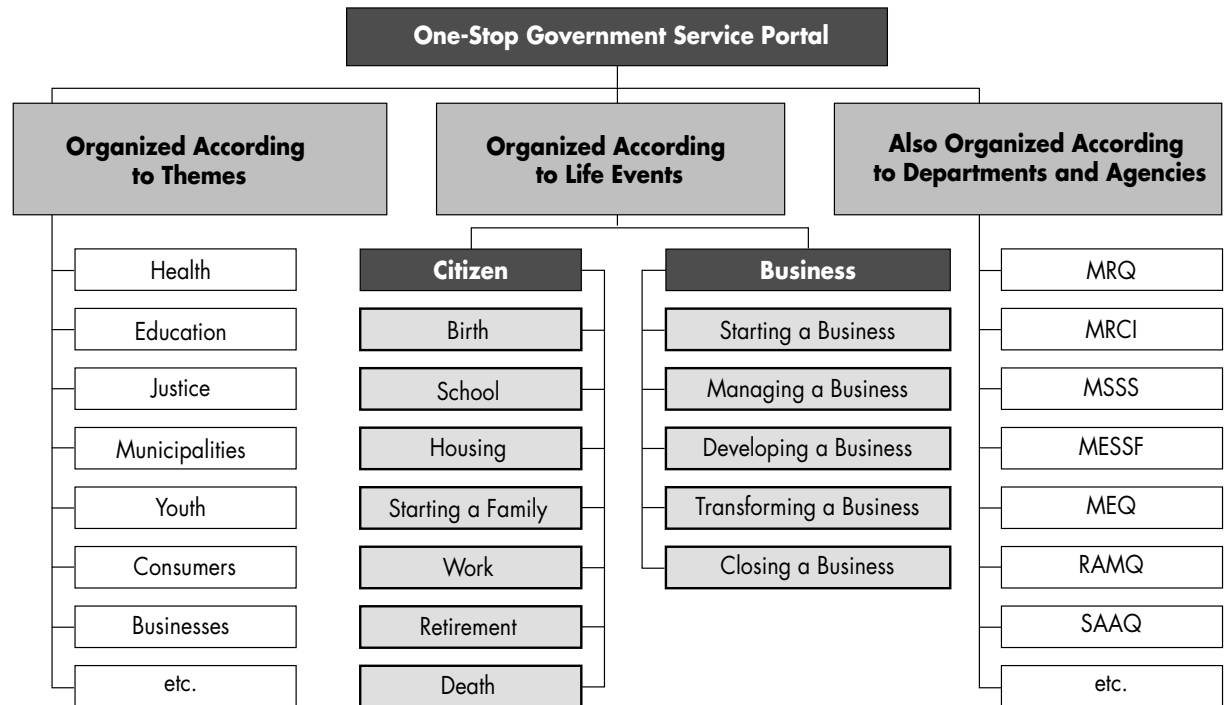 One-Stop Government Service Portal
Organized According
to Themes
Health
Education
Justice
Municipalities
Youth
Consumers
Businesses
etc.
Organized According
to Life Events
Citizen
Birth
School
Housing
Starting a Family
Work
Retirement
Death
Business
Starting a Business
Managing a Business
Developing a Business
Transforming a Business
Closing a Business
Also Organized According
to Departments and Agencies
MRQ
MRCI
MSSS
MESSF
MEQ
RAMQ
SAAQ
etc.